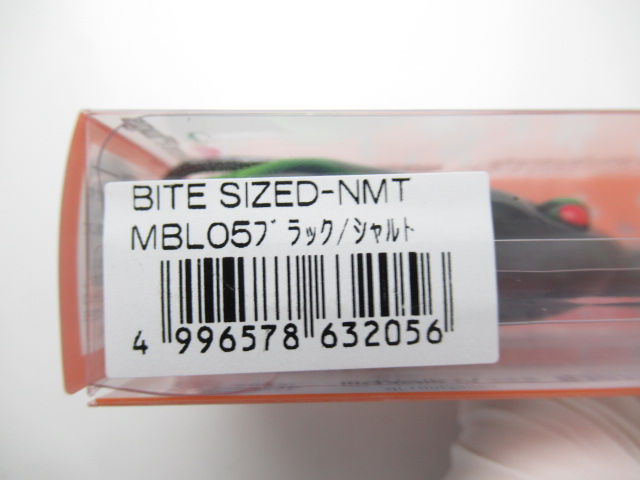 BITE SIZED-NMT
MBL05ﾌﾞﾗｯｸ/ｼｬﾙﾄ
4 996578 632056